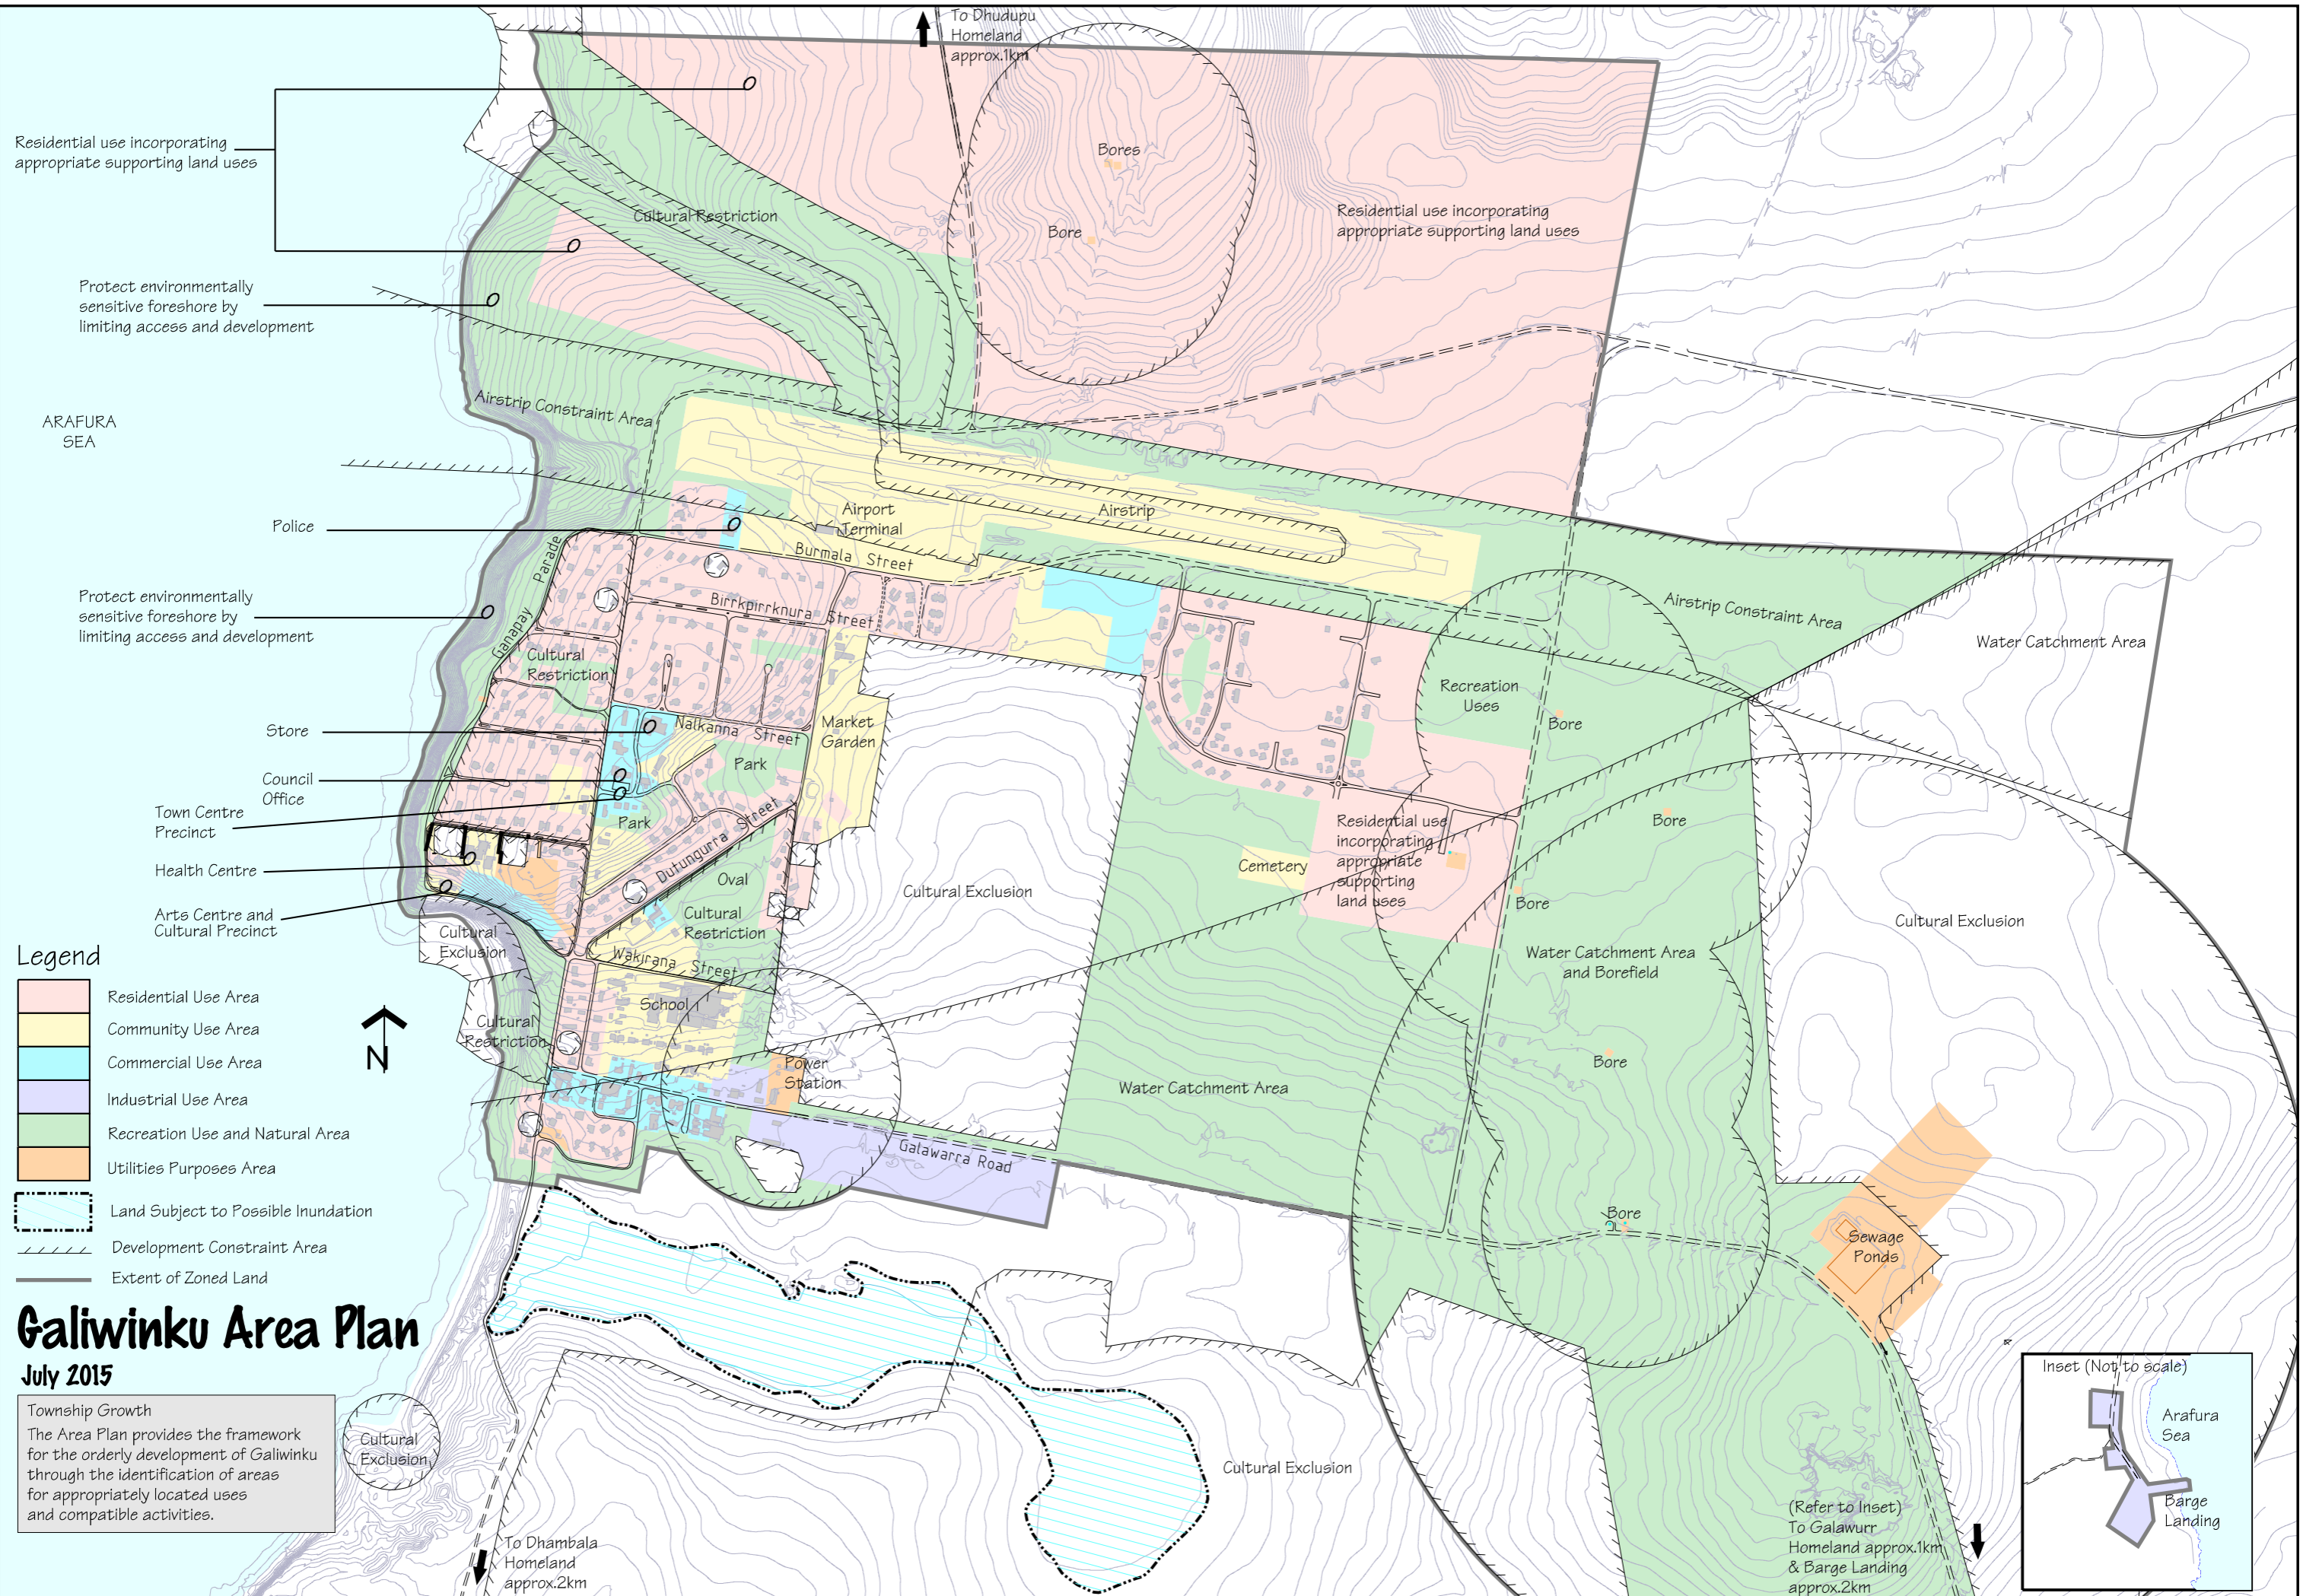 To Dhudupu
Homeland
approx.1km
Residential use incorporating
appropriate supporting land uses
Bores
Bore
Cultural Restriction
Residential use incorporating
appropriate supporting land uses
Protect environmentally
sensitive foreshore by
limiting access and development
ARAFURA
SEA
Airstrip Constraint Area
Police
Airport
Terminal
Airstrip
Burmala Street
Ganapay Parade
Birrkpirrknura Street
Protect environmentally
sensitive foreshore by
limiting access and development
Airstrip Constraint Area
Water Catchment Area
Cultural
Restriction
Recreation
Uses
Bore
Store
Nalkanna Street
Market
Garden
Park
Council
Office
Town Centre
Precinct
Park
Bore
Residential use
incorporating
appropriate
supporting
land uses
Dutungurra Street
Health Centre
Cemetery
Oval
Cultural Exclusion
Bore
Arts Centre and
Cultural Precinct
Cultural
Restriction
Cultural
Exclusion
Cultural Exclusion
Wakirana Street
Water Catchment Area
and Borefield
School
Cultural
Restriction
Power
Station
Bore
Water Catchment Area
Galawarra Road
Bore
Sewage
Ponds
Legend
Residential Use Area
Community Use Area
Commercial Use Area
Industrial Use Area
Recreation Use and Natural Area
Utilities Purposes Area
Land Subject to Possible Inundation
Development Constraint Area
Extent of Zoned Land
N
Galiwinku Area Plan
July 2015
Township Growth
The Area Plan provides the framework
for the orderly development of Galiwinku
through the identification of areas
for appropriately located uses
and compatible activities.
Cultural
Exclusion
Cultural Exclusion
To Dhambala
Homeland
approx.2km
(Refer to Inset)
To Galawurr
Homeland approx.1km
& Barge Landing
approx.2km
Inset (Not to scale)
Arafura
Sea
Barge
Landing